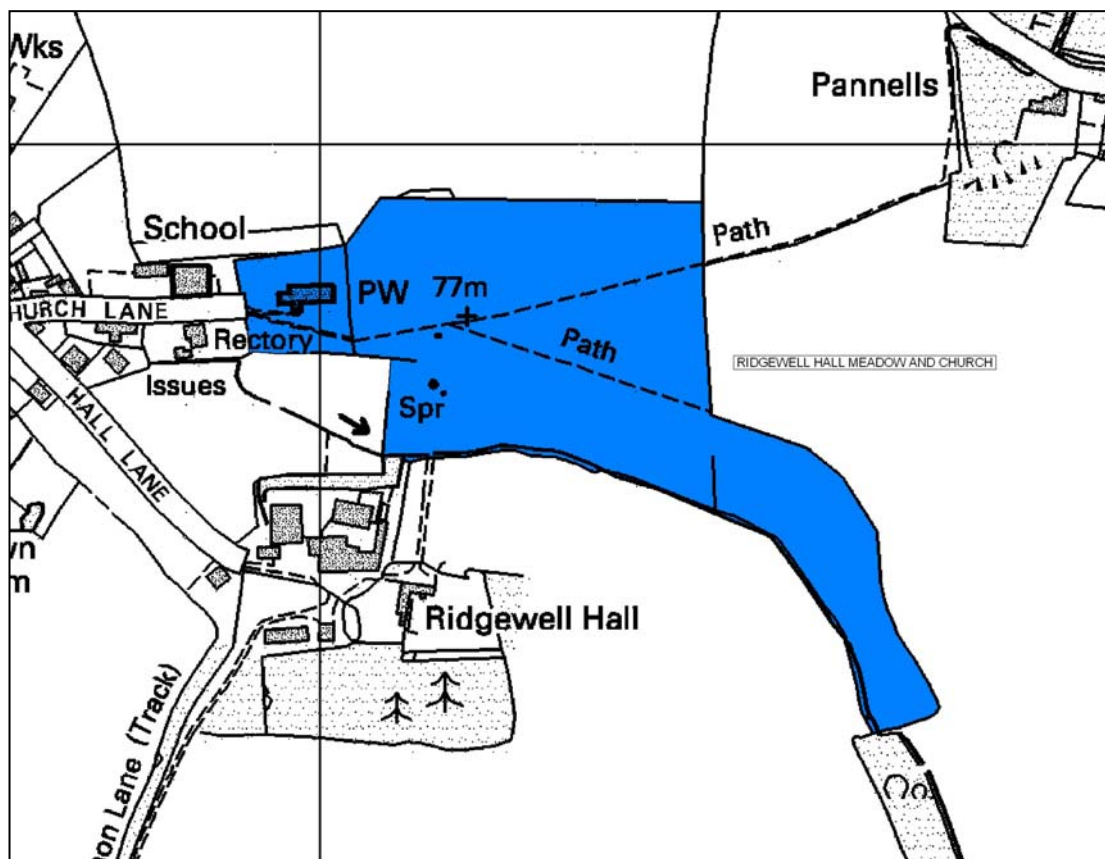 Wks
Pannells
School
Path
PW
77m
HURCH LANE
Rectory
Path
RIDGEWELL HALL MEADOW AND CHURCH
Issues
Spr
HALL LANE
wn
m
Ridgewell Hall
on Lane (Track)